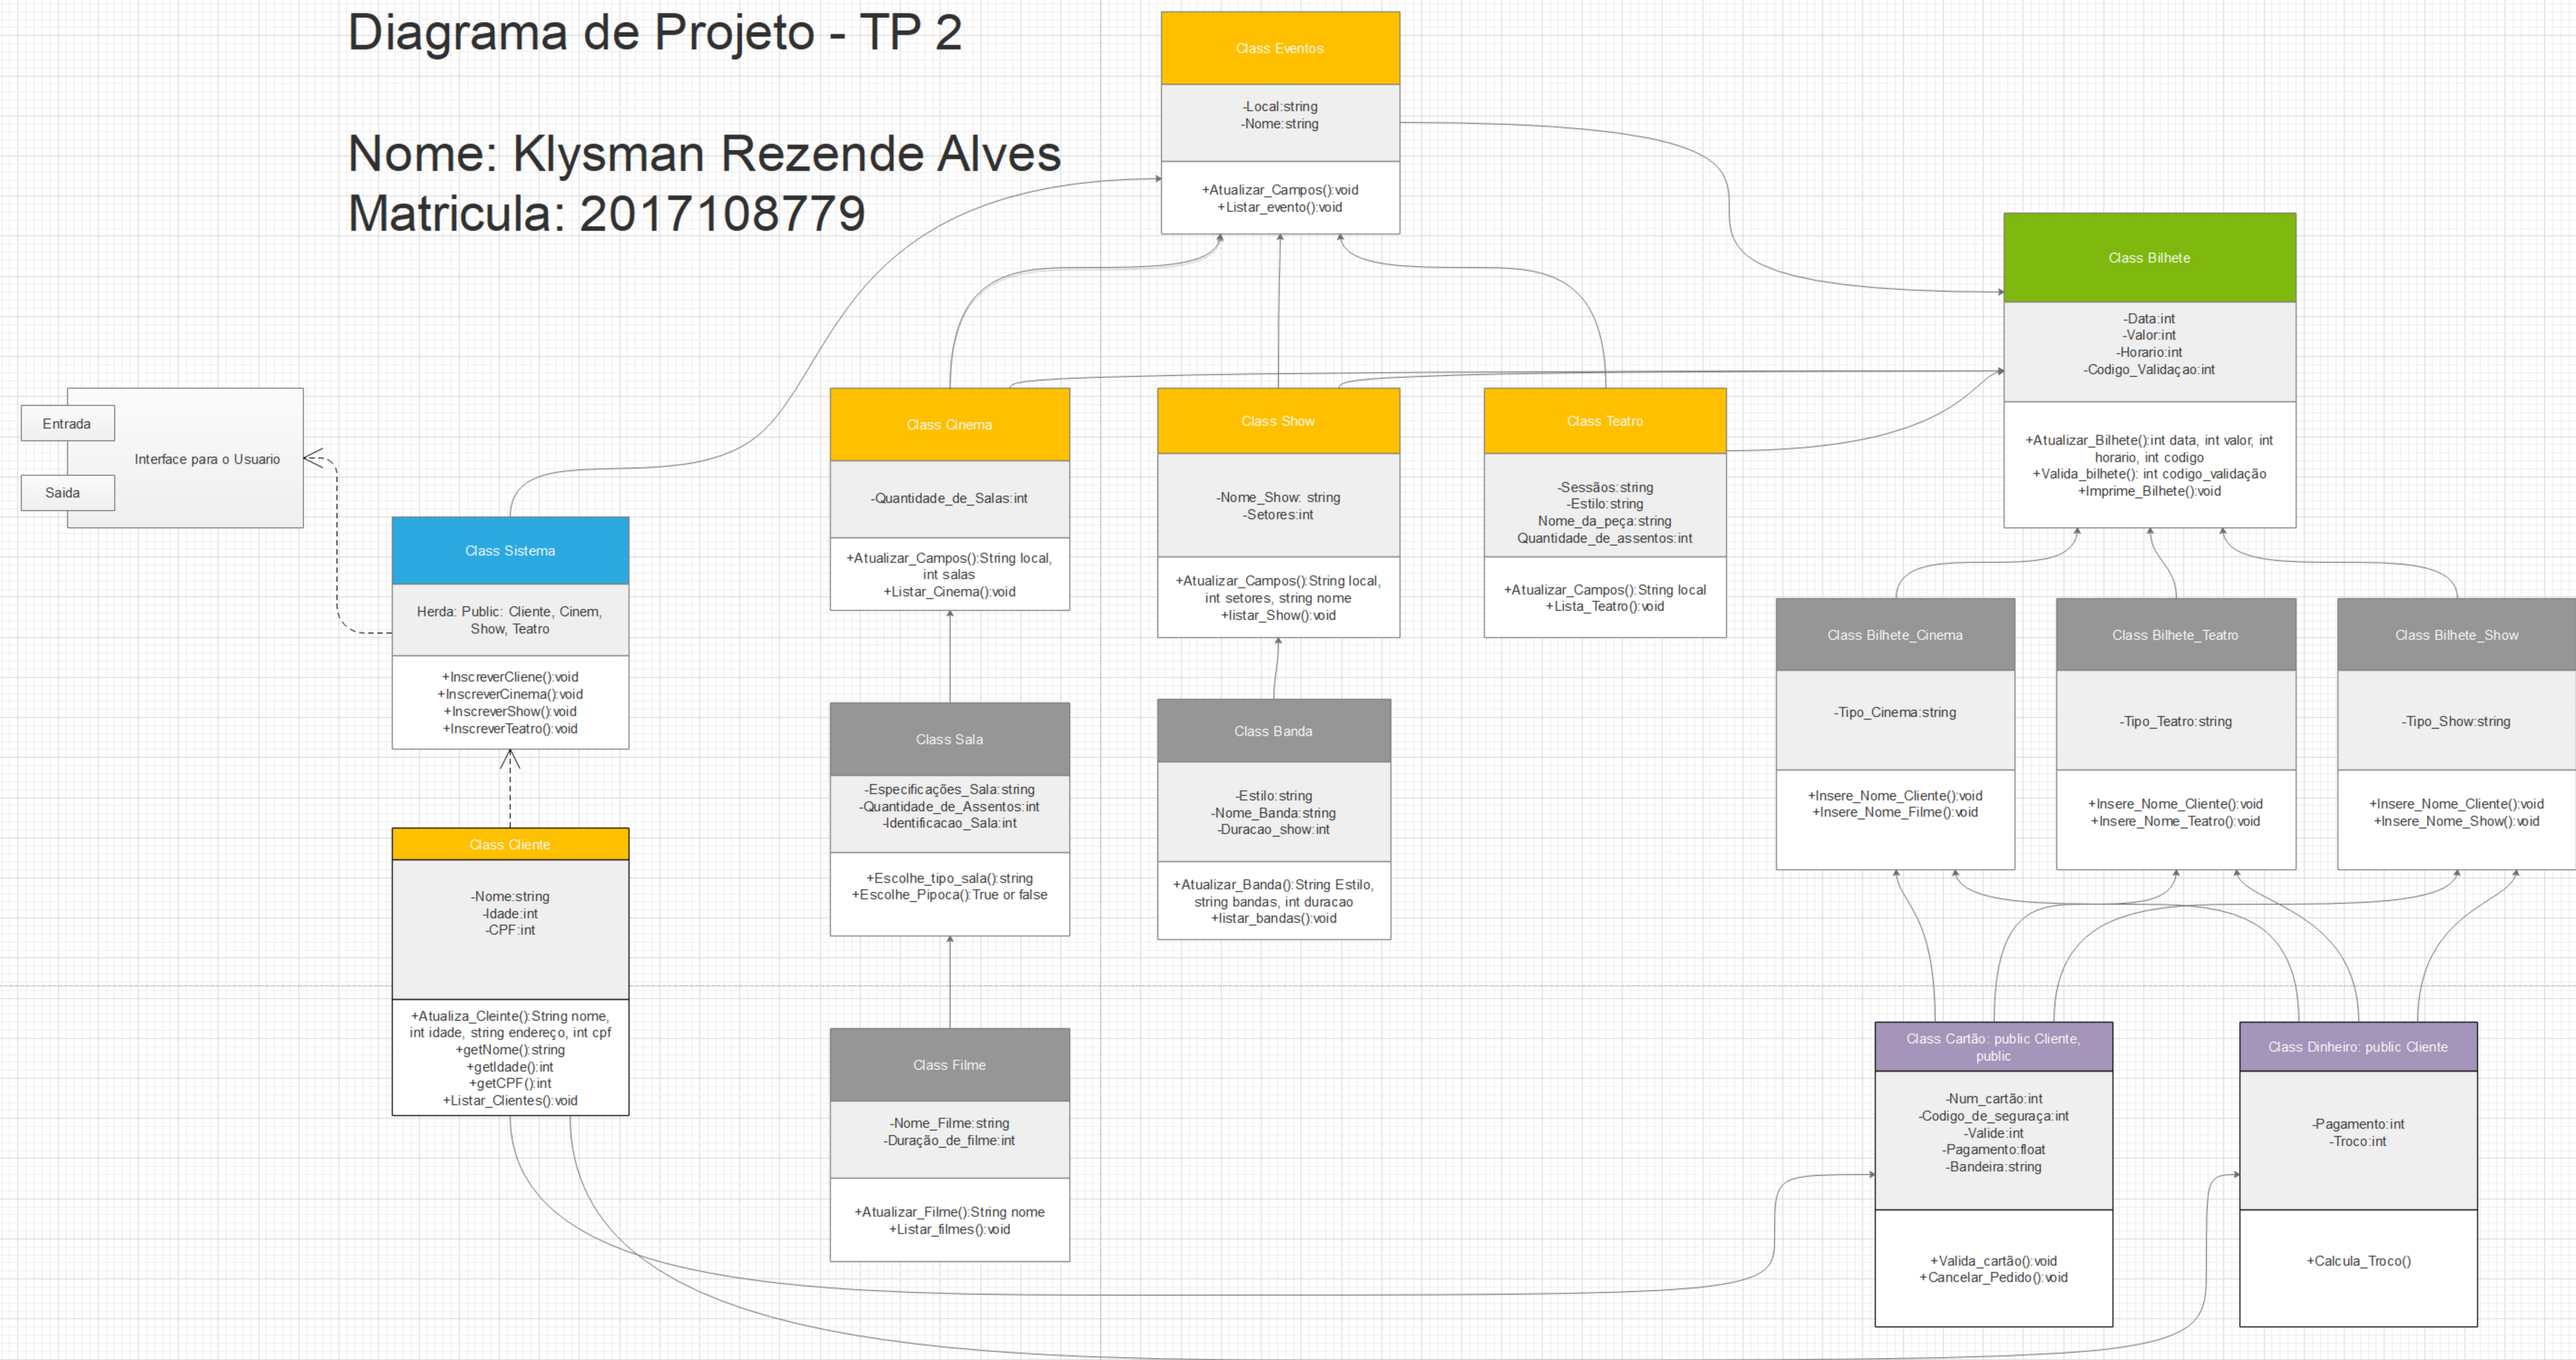 Diagrama de Projeto - TP 2
Nome: Klysman Rezende Alves
Matricula: 2017108779
Class Eventos
-Local:string
-Nome:string
+Atualizar_Campos():void
+Listar_evento():void
Class Bilhete
-Data:int
-Valor:int
-Horario:int
-Codigo_Validaçao:int
+Atualizar_Bilhete():int data, int valor, int
horario, int codigo
+Valida_bilhete(): int codigo_validação
+Imprime_Bilhete():void
Entrada
Interface para o Usuario
Saida
Class Sistema
Herda: Public: Cliente, Cinem,
Show, Teatro
+InscreverCliene():void
+InscreverCinema():void
+InscreverShow():void
+InscreverTeatro():void
Class Cinema
-Quantidade_de_Salas:int
+Atualizar_Campos():String local,
int salas
+Listar_Cinema():void
Class Show
-Nome_Show: string
-Setores:int
+Atualizar_Campos():String local,
int setores, string nome
+listar_Show():void
Class Teatro
-Sessãos:string
-Estilo:string
Nome_da_peça:string
Quantidade_de_assentos:int
+Atualizar_Campos():String local
+Lista_Teatro():void
Class Bilhete_Cinema
-Tipo_Cinema:string
+Insere_Nome_Cliente():void
+Insere_Nome_Filme():void
Class Bilhete_Teatro
-Tipo_Teatro:string
+Insere_Nome_Cliente():void
+Insere_Nome_Teatro():void
Class Bilhete_Show
-Tipo_Show:string
+Insere_Nome_Cliente():void
+Insere_Nome_Show():void
Class Cliente
-Nome:string
-Idade:int
-CPF:int
+Atualiza_Cleinte():String nome,
int idade, string endereço, int cpf
+getNome():string
+getIdade():int
+getCPF():int
+Listar_Clientes():void
Class Sala
-Especificações_Sala:string
-Quantidade_de_Assentos:int
-Identificacao_Sala:int
+Escolhe_tipo_sala():string
+Escolhe_Pipoca():True or false
Class Banda
-Estilo:string
-Nome_Banda:string
-Duracao_show:int
+Atualizar_Banda():String Estilo,
string bandas, int duracao
+listar_bandas():void
Class Filme
-Nome_Filme:string
-Duração_de_filme:int
+Atualizar_Filme():String nome
+Listar_filmes():void
Class Cartão: public Cliente,
public
-Num_cartão:int
-Codigo_de_seguraça:int
-Valide:int
-Pagamento:float
-Bandeira:string
+Valida_cartão():void
+Cancelar_Pedido():void
Class Dinheiro: public Cliente
-Pagamento:int
-Troco:int
+Calcula_Troco()